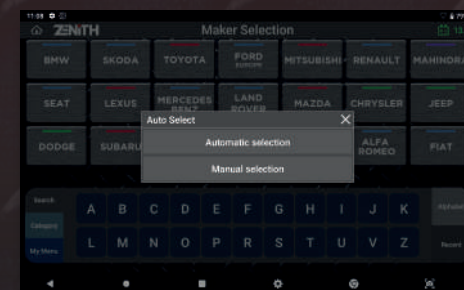 11:08
ZENITH Maker Selection 13.
BMW SKODA TOYOTA FORD EUROPE MITSUBISHI RENAULT MAHINDRA
SEAT LEXUS MERCEDES BENZ LAND ROVER MAZDA CHRYSLER JEEP
Auto Select
DODGE SUBARU ALFA ROMEO FIAT
Automatic selection
Manual selection
Search
A B C D E F G H I J K Alphabet
Category
My Menu L M N O P R S T U V Z Recent